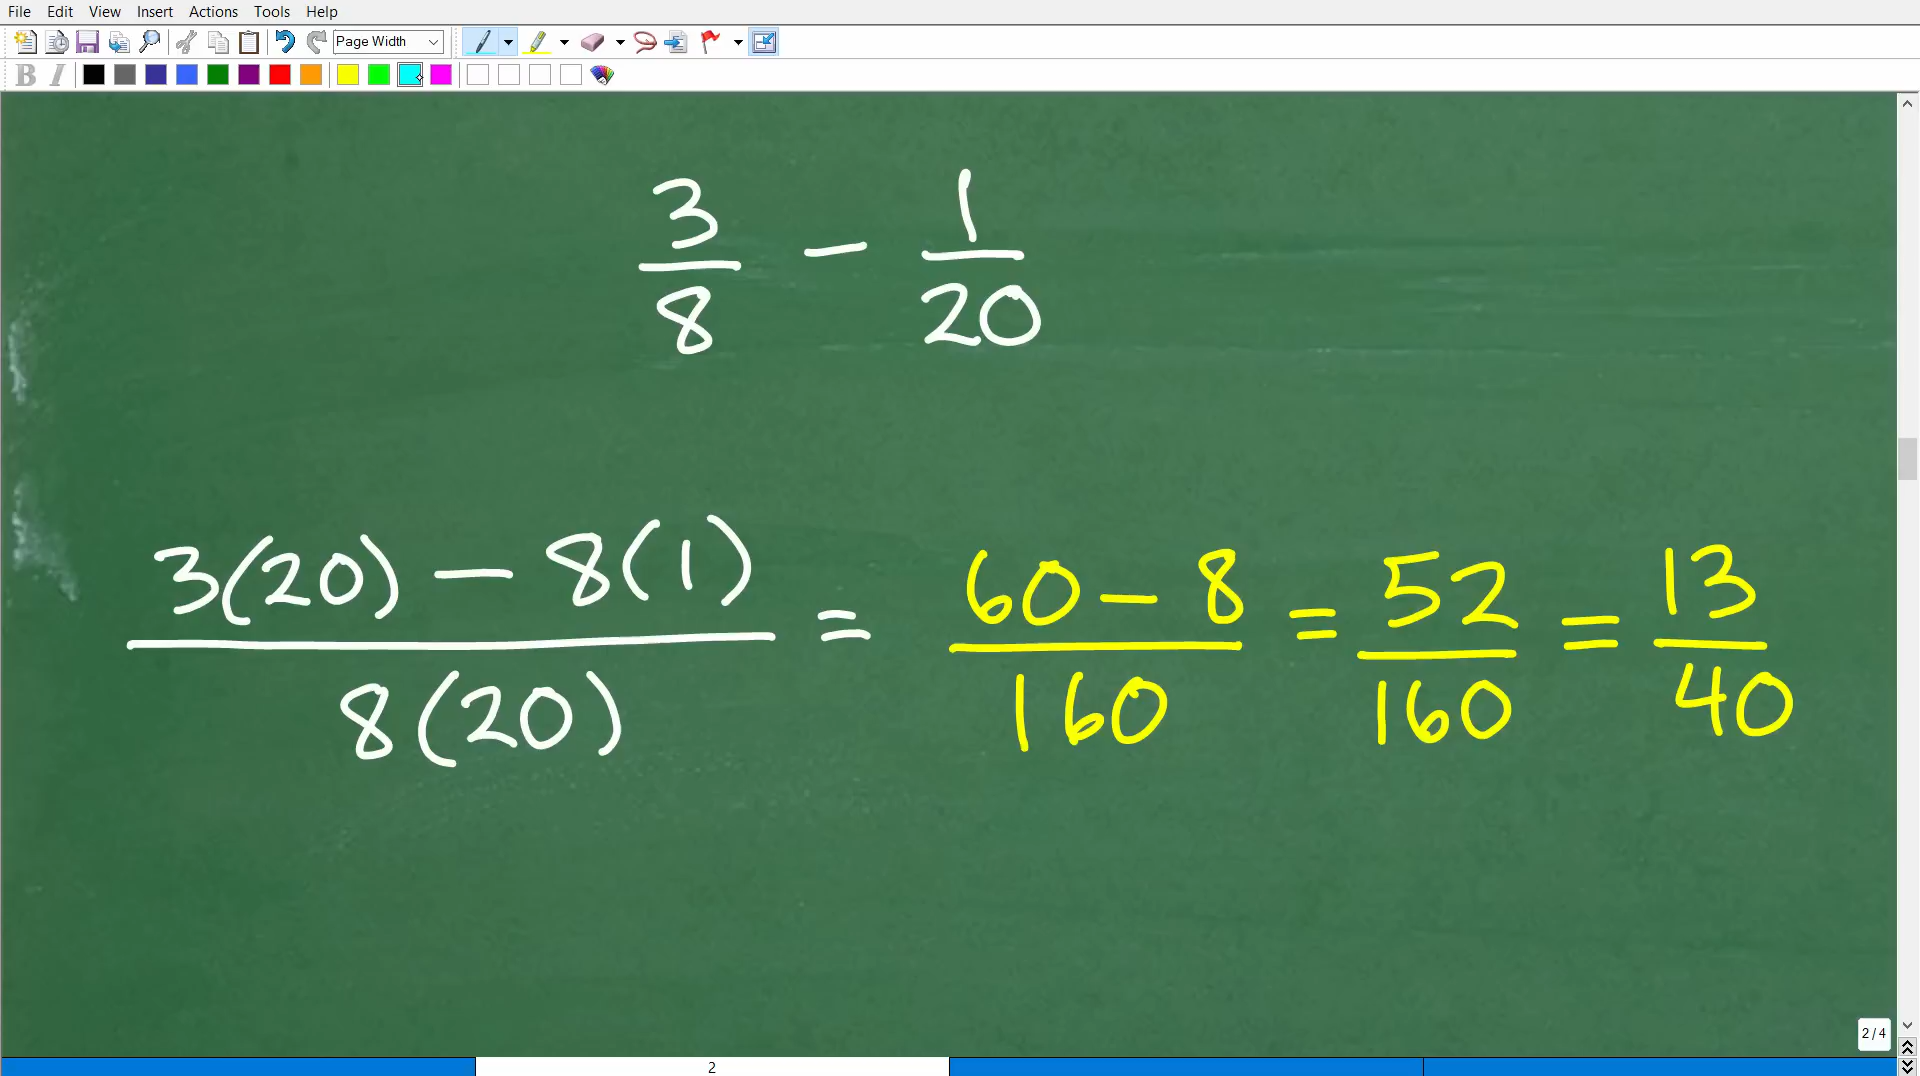 File Edit View Insert Actions Tools Help
Page Width
B I
3/8 - 1/20
3(20) - 8(1) / 8(20) = 60 - 8 / 160 = 52/160 = 13/40
2 / 4
2